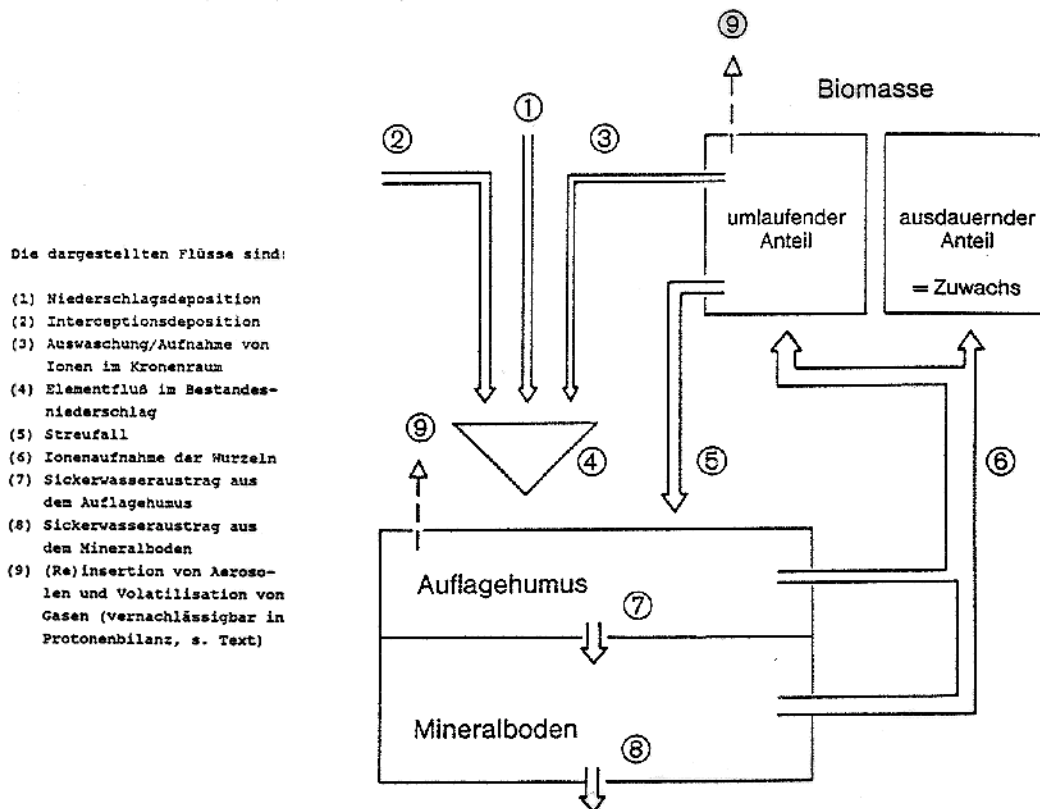 Die dargestellten Flüsse sind:
(1) Niederschlagsdeposition
(2) Interceptionsdeposition
(3) Auswaschung/Aufnahme von
Ionen im Kronenraum
(4) Elementfluß im Bestandes-
niederschlag
(5) Streufall
(6) Ionenaufnahme der Wurzeln
(7) Sickerwasseraustrag aus
dem Auflagehumus
(8) Sickerwasseraustrag aus
dem Mineralboden
(9) (Re)insertion von Aeroso-
len und Volatilisation von
Gasen (vernachlässigbar in
Protonenbilanz, s. Text)
⑨
Biomasse
①
②
③
umlaufender
Anteil
ausdauernder
Anteil
= Zuwachs
⑨
④
⑤
⑥
Auflagehumus
⑦
Mineralboden
⑧